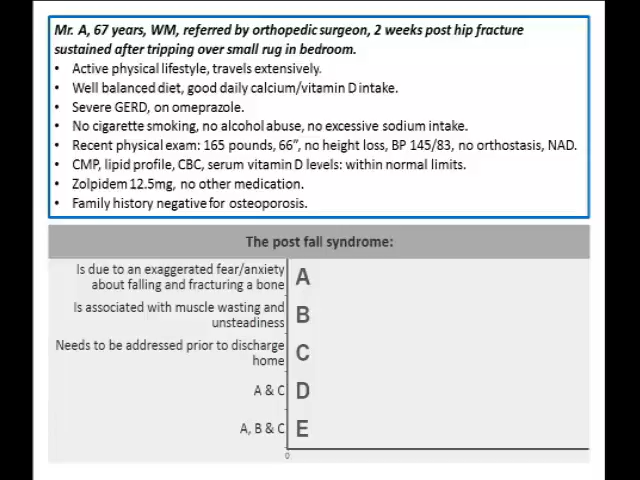 Mr. A, 67 years, WM, referred by orthopedic surgeon, 2 weeks post hip fracture
sustained after tripping over small rug in bedroom.
• Active physical lifestyle, travels extensively.
• Well balanced diet, good daily calcium/vitamin D intake.
• Severe GERD, on omeprazole.
• No cigarette smoking, no alcohol abuse, no excessive sodium intake.
• Recent physical exam: 165 pounds, 66”, no height loss, BP 145/83, no orthostasis, NAD.
• CMP, lipid profile, CBC, serum vitamin D levels: within normal limits.
• Zolpidem 12.5mg, no other medication.
• Family history negative for osteoporosis.
The post fall syndrome:
Is due to an exaggerated fear/anxiety
about falling and fracturing a bone
A
Is associated with muscle wasting and
unsteadiness
B
Needs to be addressed prior to discharge
home
C
A & C D
A, B & C E
0